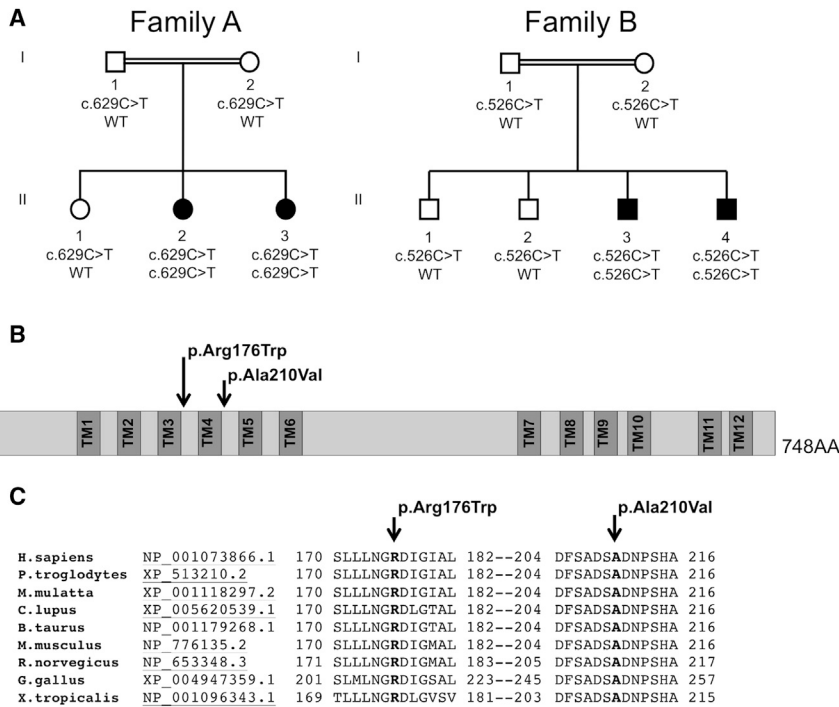 A
Family A Family B
I I
1 2 1 2
c.629C>T c.629C>T c.526C>T c.526C>T
WT WT WT WT
II II
1 2 3 1 2 3 4
c.629C>T c.629C>T c.629C>T c.526C>T c.526C>T c.526C>T c.526C>T
WT c.629C>T c.629C>T WT WT c.526C>T c.526C>T
B
p.Arg176Trp
p.Ala210Val
TM1 TM2 TM3 TM4 TM5 TM6 TM7 TM8 TM9 TM10 TM11 TM12
748AA
C
p.Arg176Trp p.Ala210Val
H.sapiens NP_001073866.1 170 SLLLNGRDIGIAL 182--204 DFSADSADNPSHA 216
P.troglodytes XP_513210.2 170 SLLLNGRDIGIAL 182--204 DFSADSADNPSHA 216
M.mulatta XP_001118297.2 170 SLLLNGRDIGIAL 182--204 DFSADSADNPSHA 216
C.lupus XP_005620539.1 170 SLLLNGRDLGTAL 182--204 DFSADSADNPSHA 216
B.taurus NP_001179268.1 170 SLLLNGRDIGTAL 182--204 DFSADSADNPSHA 216
M.musculus NP_776135.2 170 SLLLNGRDIGMAL 182--204 DFSADSADNPSHA 216
R.norvegicus NP_653348.3 171 SLLLNGRDIGMAL 183--205 DFSADSADNPSHA 217
G.gallus XP_004947359.1 201 SLMLNGRDIGSAL 223--245 DFSADSADNPSHA 257
X.tropicalis NP_001096343.1 169 TLLLNGRDLGVSV 181--203 DFSADSADNPSHA 215